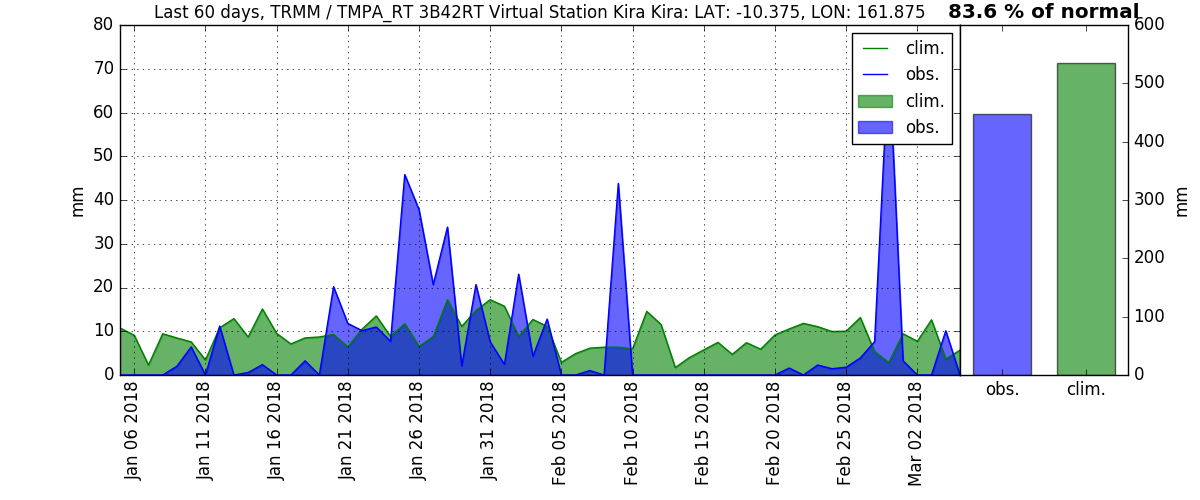 Last 60 days, TRMM / TMPA_RT 3B42RT Virtual Station Kira Kira: LAT: -10.375, LON: 161.875
83.6 % of normal
80
70
60
50
40
30
20
10
0
mm
clim.
obs.
clim.
obs.
600
500
400
300
200
100
0
mm
Jan 06 2018
Jan 11 2018
Jan 16 2018
Jan 21 2018
Jan 26 2018
Jan 31 2018
Feb 05 2018
Feb 10 2018
Feb 15 2018
Feb 20 2018
Feb 25 2018
Mar 02 2018
obs.
clim.